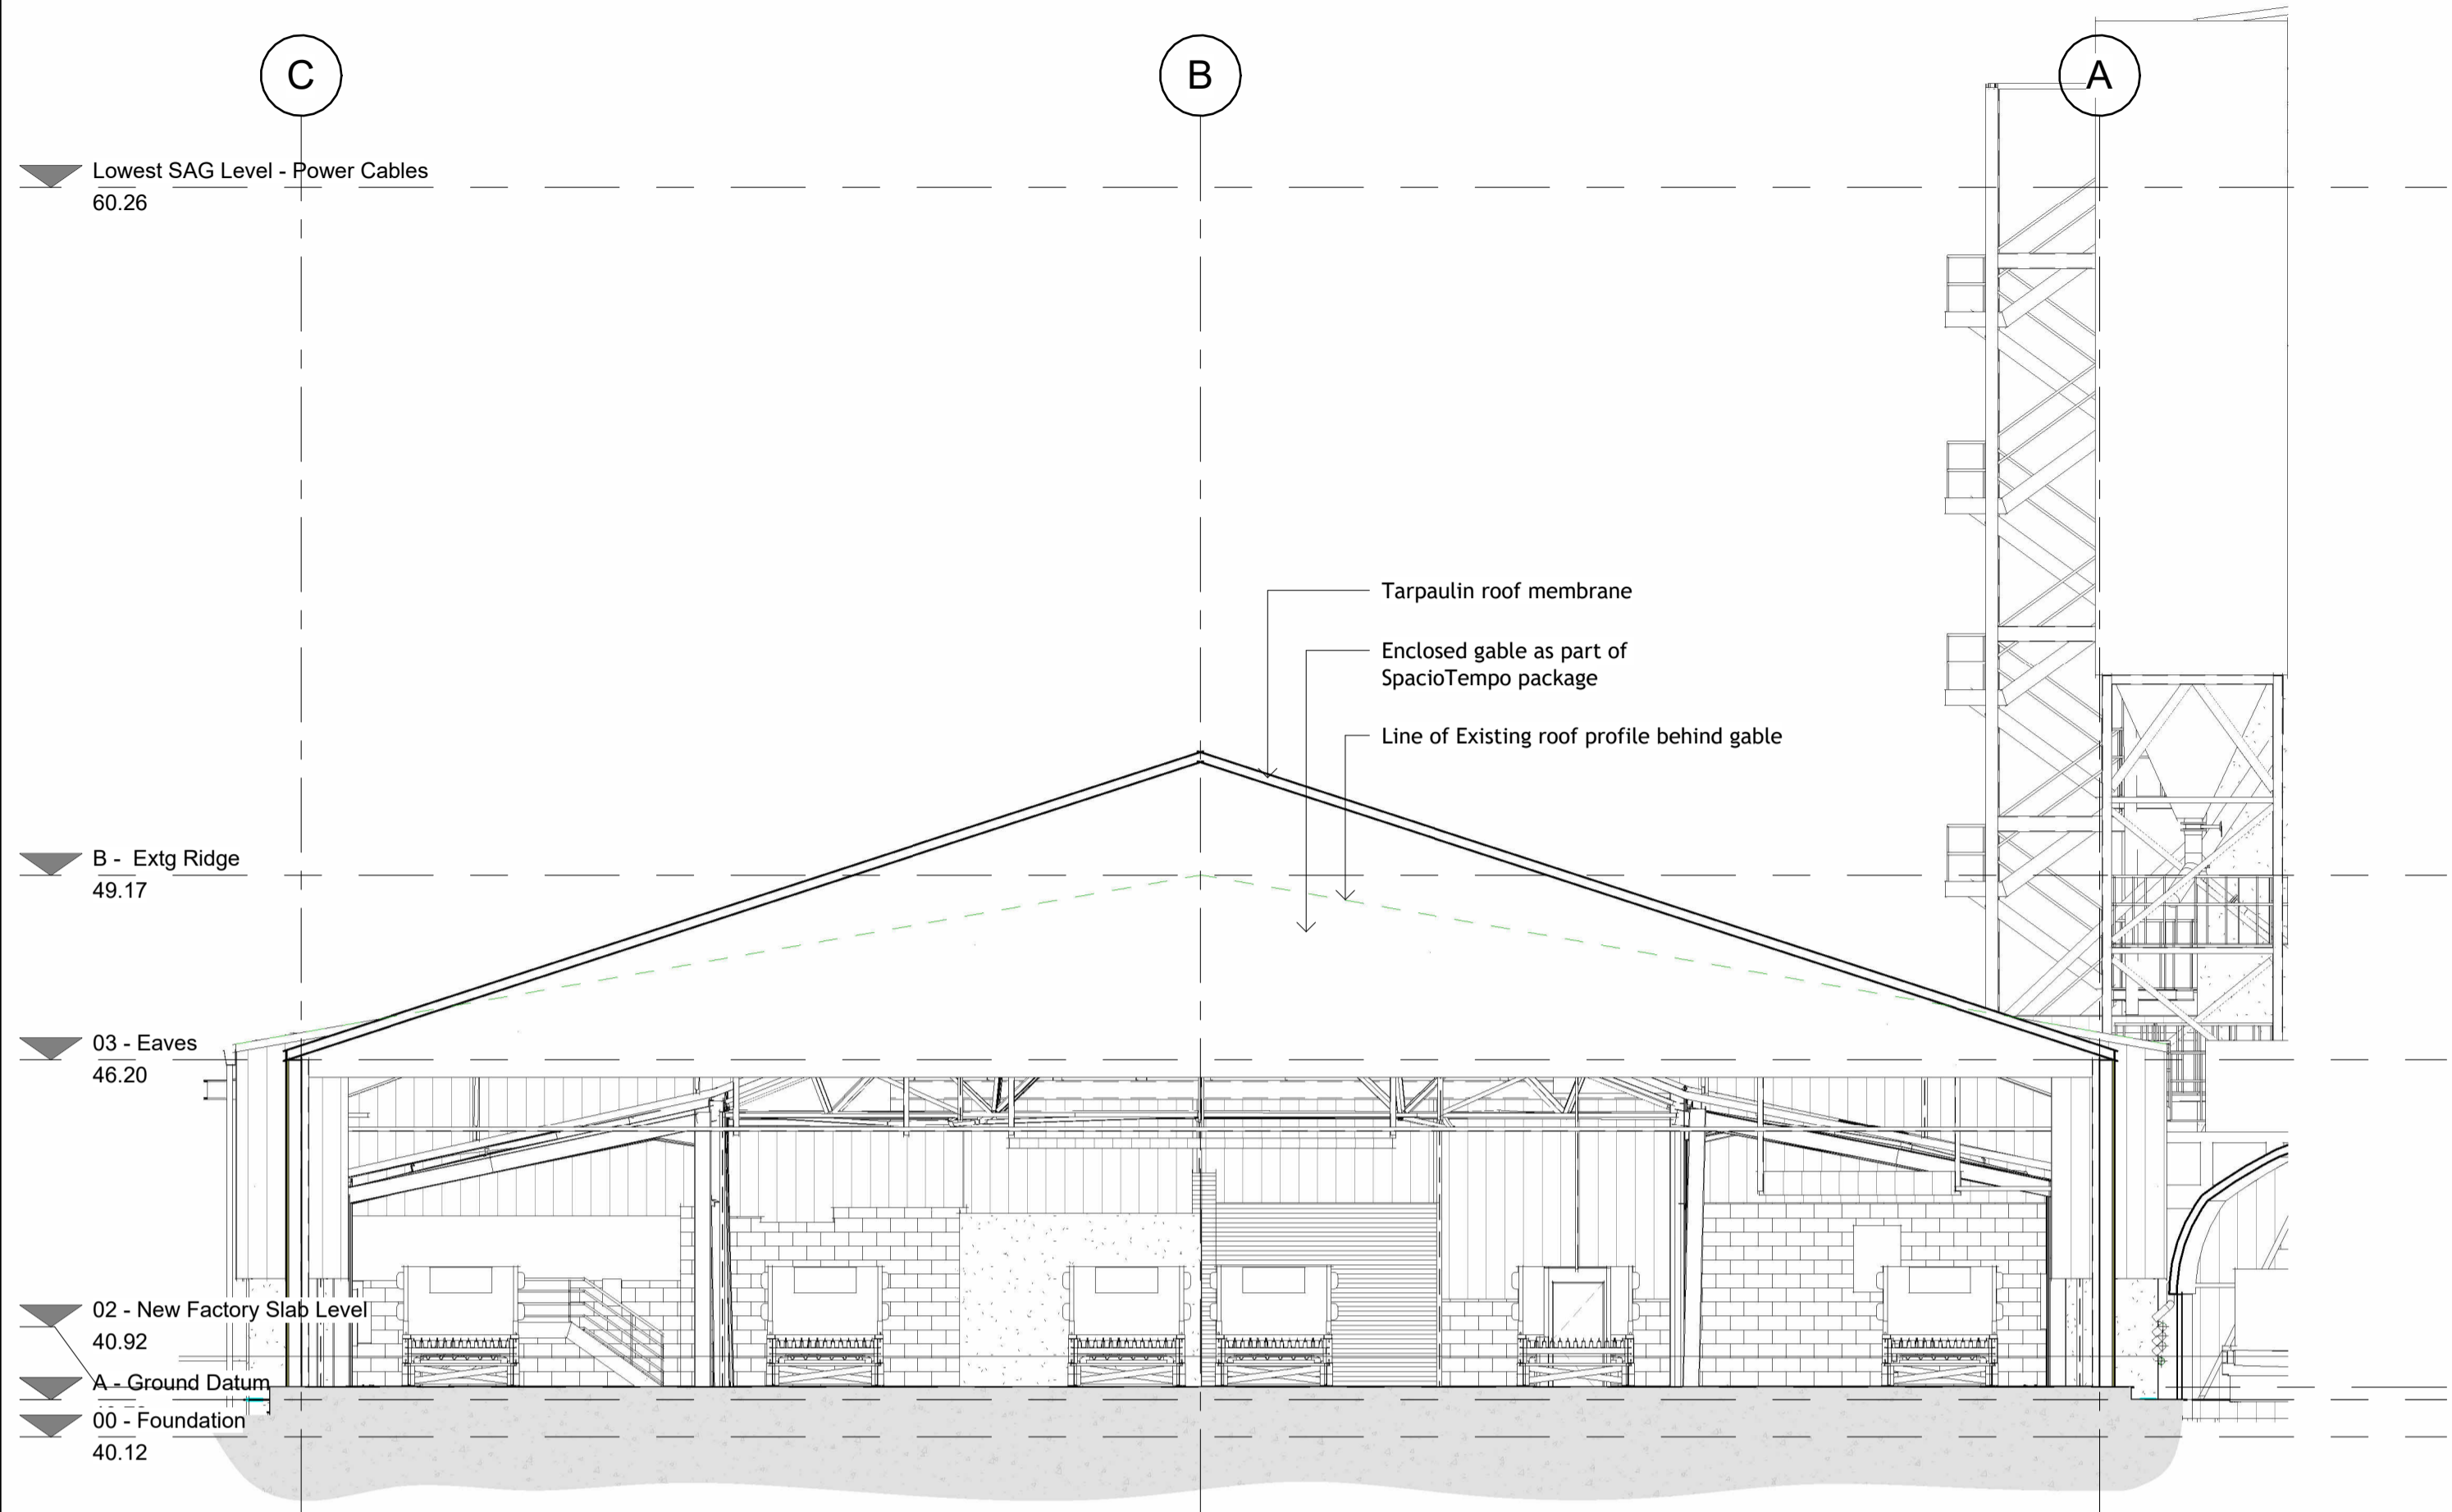 C
B
A
Lowest SAG Level - Power Cables
60.26
Tarpaulin roof membrane
Enclosed gable as part of
SpacioTempo package
Line of Existing roof profile behind gable
B - Extg Ridge
49.17
03 - Eaves
46.20
02 - New Factory Slab Level
40.92
A - Ground Datum
00 - Foundation
40.12